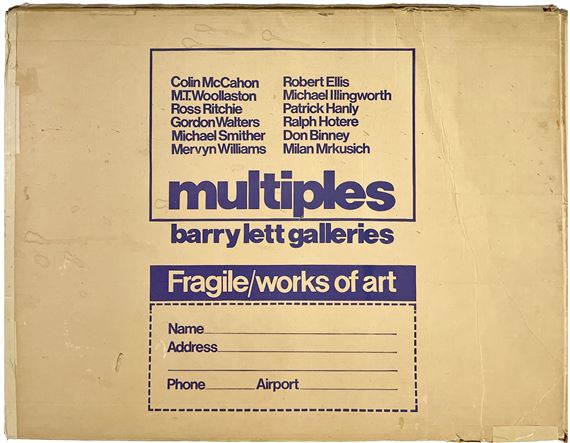 Colin McCahon
M.T.Woollaston
Ross Ritchie
Gordon Walters
Michael Smither
Mervyn Williams
Robert Ellis
Michael Illingworth
Patrick Hanly
Ralph Hotere
Don Binney
Milan Mrkusich
multiples
barry lett galleries
Fragile/works of art
Name
Address
Phone Airport